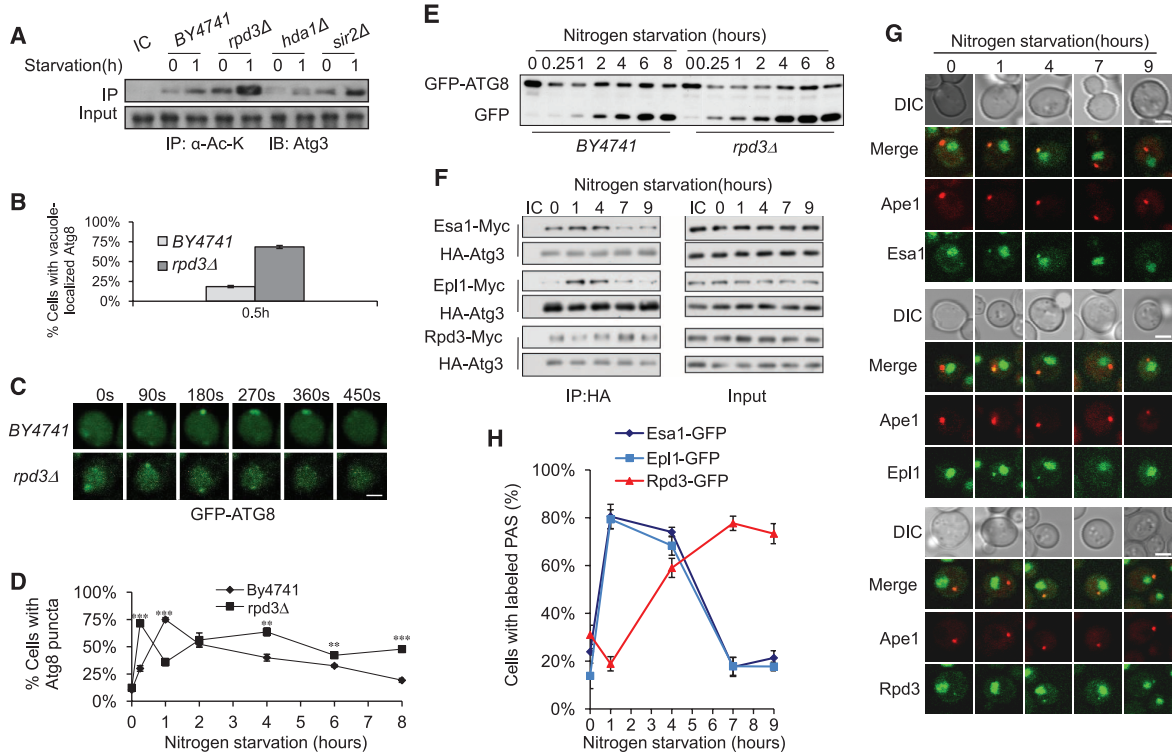 A
IC BY4741 rpd3Δ hda1Δ sir2Δ
Starvation(h) 0 1 0 1 0 1 0 1
IP
Input
IP: α-Ac-K IB: Atg3
B
% Cells with vacuole-
localized Atg8
100%
75%
50%
25%
0%
BY4741
rpd3Δ
0.5h
C
0s 90s 180s 270s 360s 450s
BY4741
rpd3Δ
GFP-ATG8
D
% Cells with
Atg8 puncta
100%
75%
50%
25%
0%
By4741
rpd3Δ
*** *** ** ** ***
0 1 2 3 4 5 6 7 8
Nitrogen starvation (hours)
E
Nitrogen starvation (hours)
0 0.25 1 2 4 6 8 0 0.25 1 2 4 6 8
GFP-ATG8
GFP
BY4741 rpd3Δ
F
Nitrogen starvation(hours)
IC 0 1 4 7 9 IC 0 1 4 7 9
Esa1-Myc
HA-Atg3
Epl1-Myc
HA-Atg3
Rpd3-Myc
HA-Atg3
IP:HA Input
H
Esa1-GFP
Epl1-GFP
Rpd3-GFP
Cells with labeled PAS (%)
100%
80%
60%
40%
20%
0%
0 1 2 3 4 5 6 7 8 9
Nitrogen starvation (hours)
G
Nitrogen starvation (hours)
0 1 4 7 9
DIC
Merge
Ape1
Esa1
DIC
Merge
Ape1
Epl1
DIC
Merge
Ape1
Rpd3